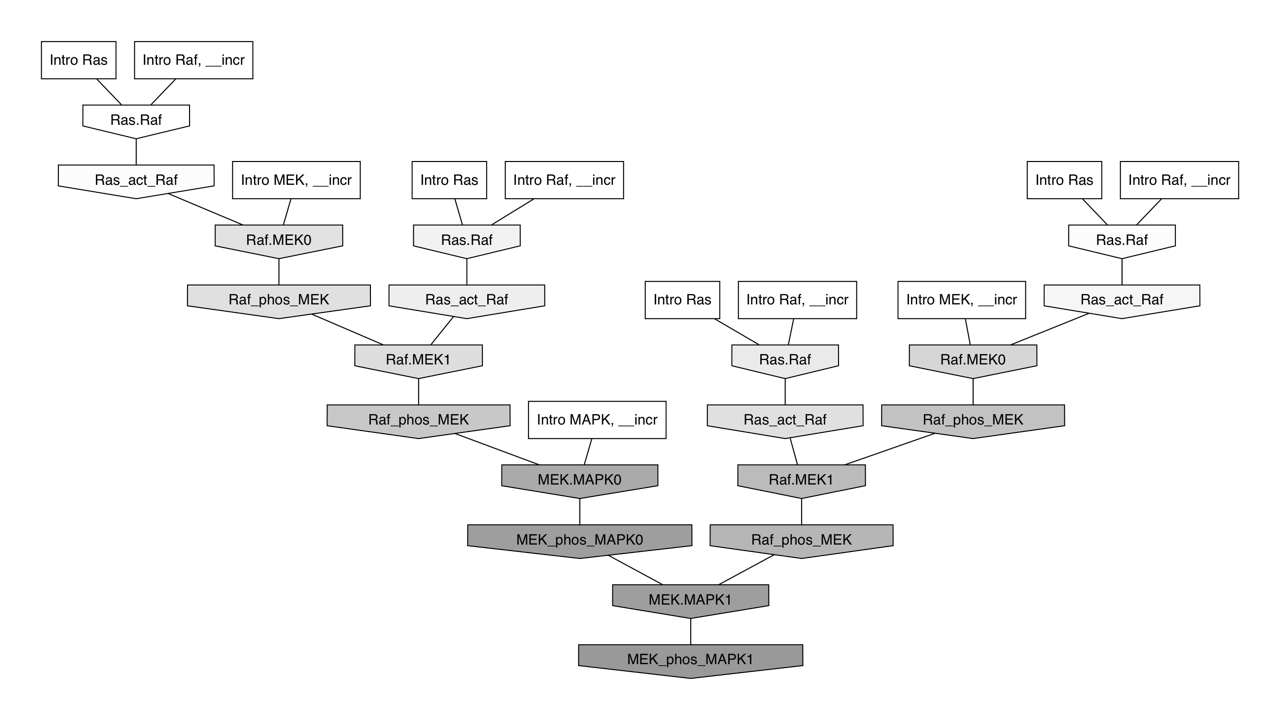 Intro Ras
Intro Raf, __incr
Ras.Raf
Ras_act_Raf
Intro MEK, __incr
Intro Ras
Intro Raf, __incr
Intro Ras
Intro Raf, __incr
Raf.MEK0
Ras.Raf
Ras.Raf
Raf_phos_MEK
Ras_act_Raf
Intro Ras
Intro Raf, __incr
Intro MEK, __incr
Ras_act_Raf
Raf.MEK1
Ras.Raf
Raf.MEK0
Raf_phos_MEK
Intro MAPK, __incr
Ras_act_Raf
Raf_phos_MEK
MEK.MAPK0
Raf.MEK1
MEK_phos_MAPK0
Raf_phos_MEK
MEK.MAPK1
MEK_phos_MAPK1